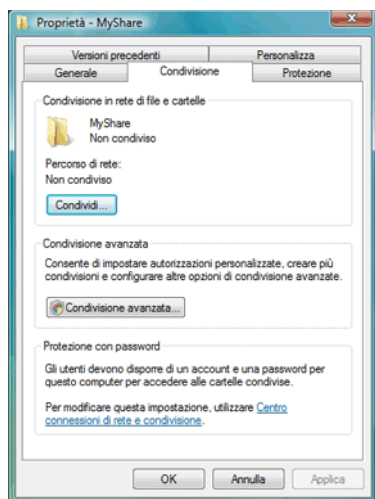 Proprietà - MyShare
Versioni precedenti
Personalizza
Generale
Condivisione
Protezione
Condivisione in rete di file e cartelle
MyShare
Non condiviso
Percorso di rete:
Non condiviso
Condividi...
Condivisione avanzata
Consente di impostare autorizzazioni personalizzate, creare più
condivisioni e configurare altre opzioni di condivisione avanzate.
Condivisione avanzata...
Protezione con password
Gli utenti devono disporre di un account e una password per
questo computer per accedere alle cartelle condivise.
Per modificare questa impostazione, utilizzare Centro
connessioni di rete e condivisione.
OK
Annulla
Applica